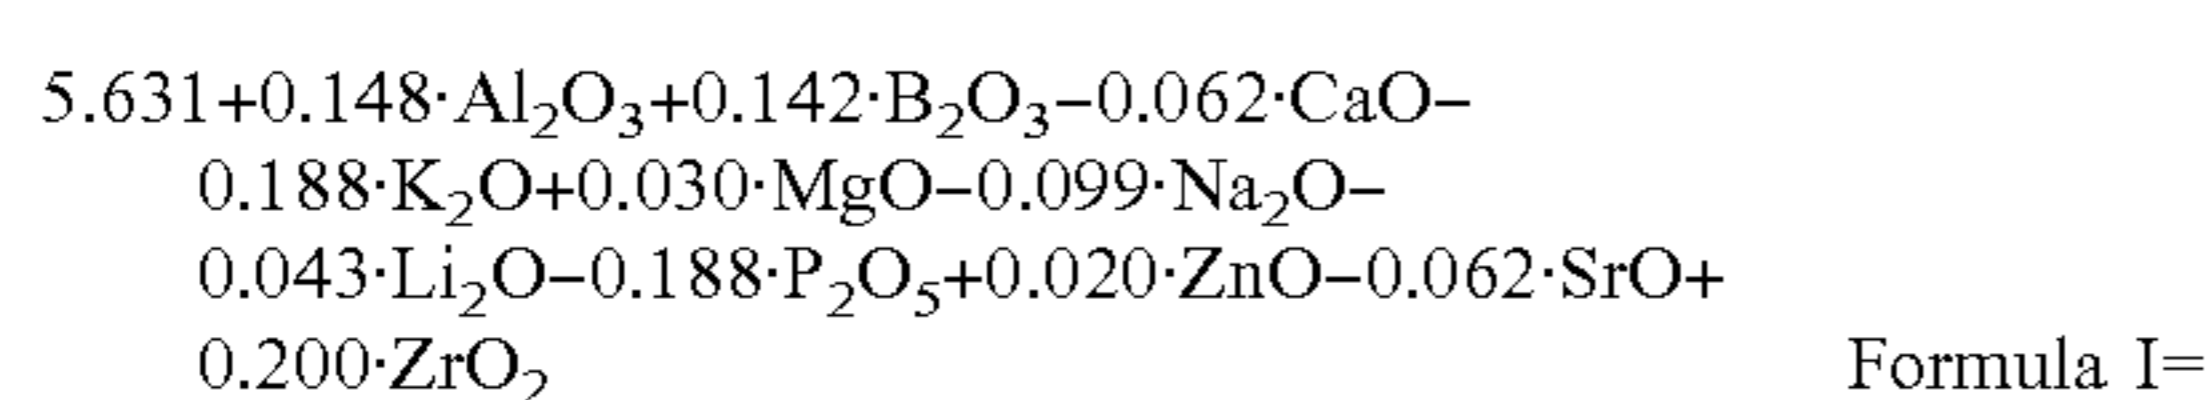 5.631+0.148·Al₂O₃+0.142·B₂O₃−0.062·CaO−
0.188·K₂O+0.030·MgO−0.099·Na₂O−
0.043·Li₂O−0.188·P₂O₅+0.020·ZnO−0.062·SrO+
0.200·ZrO₂ Formula I=